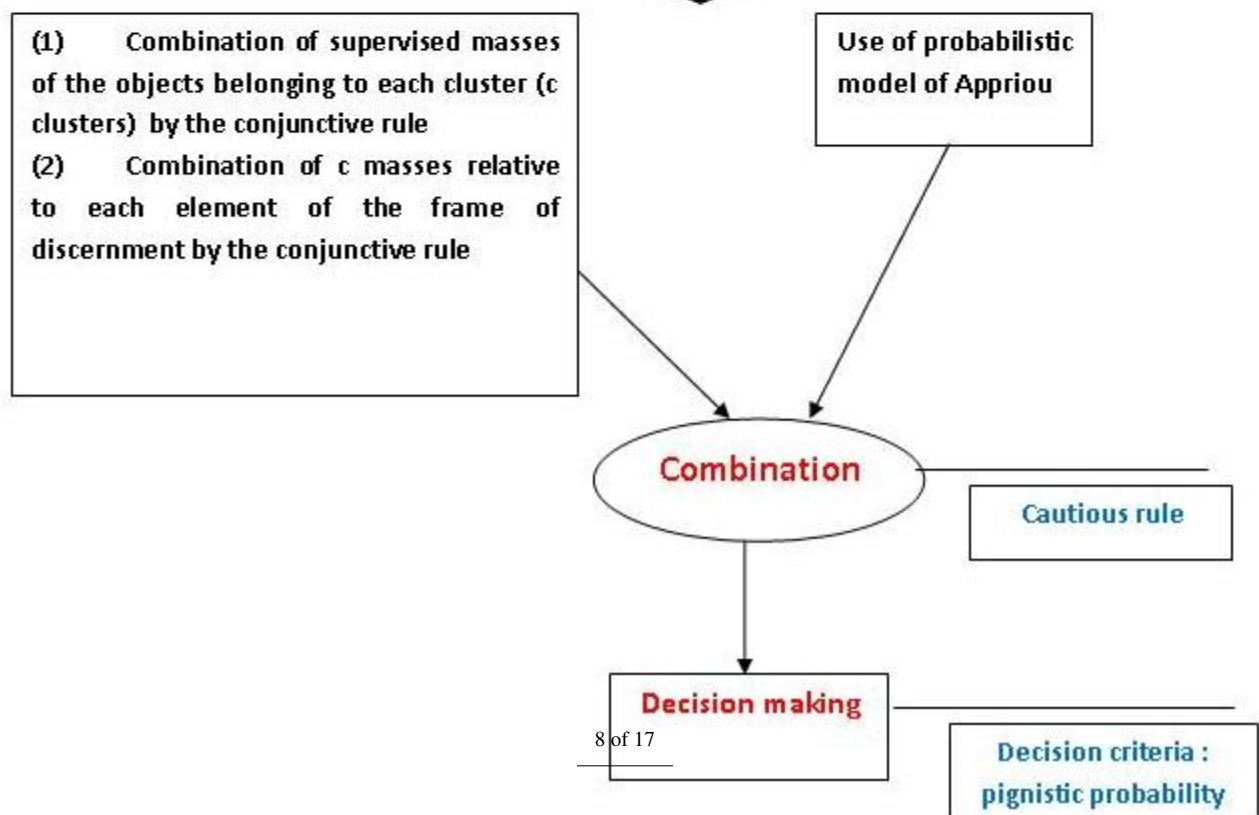 (1) Combination of supervised masses
of the objects belonging to each cluster (c
clusters) by the conjunctive rule
(2) Combination of c masses relative
to each element of the frame of
discernment by the conjunctive rule
Use of probabilistic
model of Appriou
Combination
Cautious rule
Decision making
8 of 17
Decision criteria :
pignistic probability